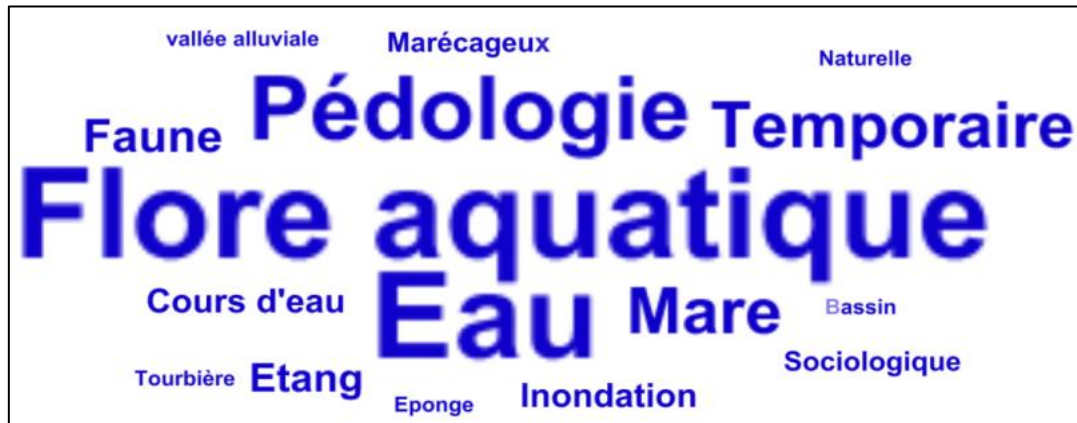 vallée alluviale Marécageux Naturelle
Faune Pédologie Temporaire
Flore aquatique
Cours d'eau Eau Mare Bassin
Sociologique
Tourbière Etang Eponge Inondation